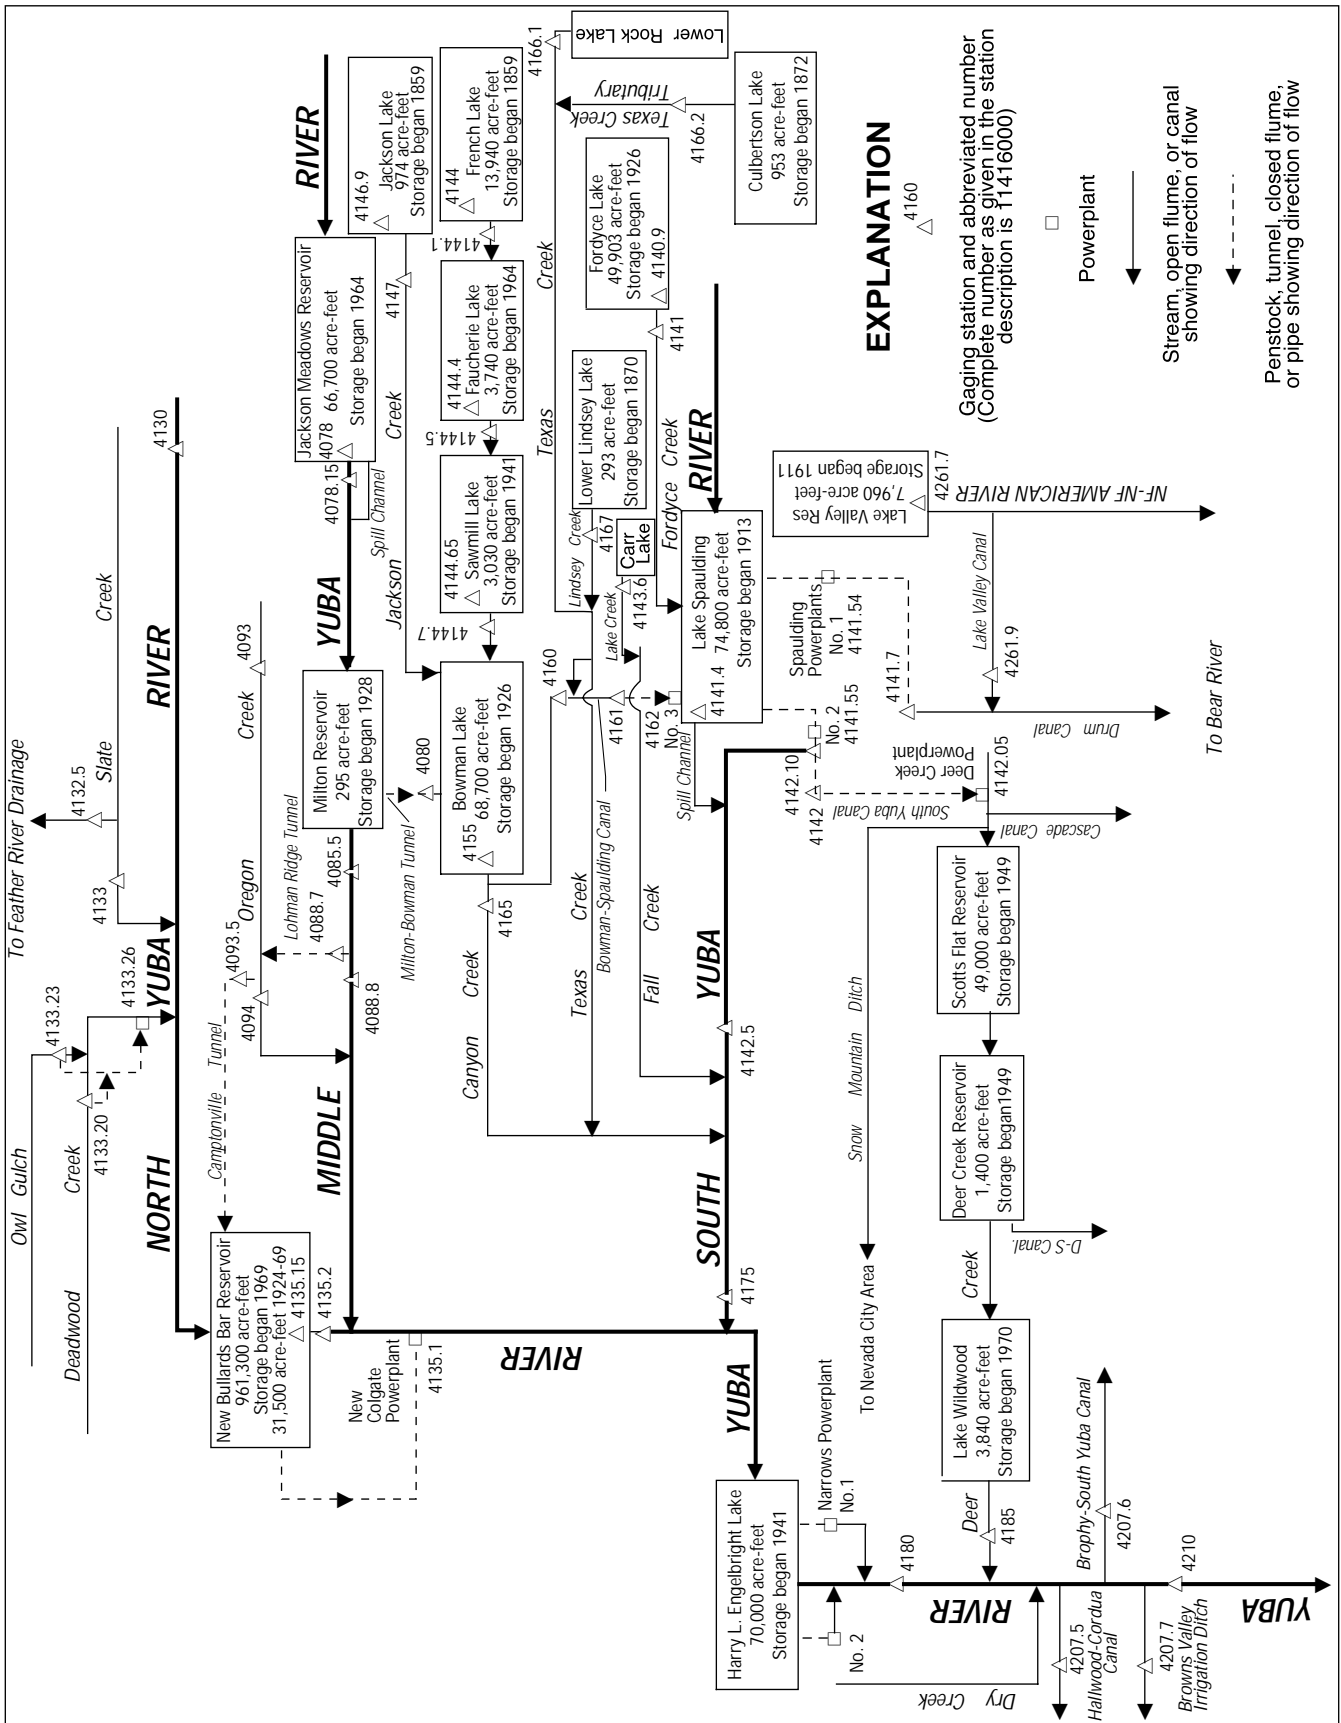 To Feather River Drainage
Owl Gulch
4133.23
Deadwood Creek
4133.20
4133.26
4133
4132.5
Slate Creek
NORTH YUBA RIVER
4130
New Bullards Bar Reservoir
961,300 acre-feet
Storage began 1969
31,500 acre-feet 1924-69
4135.15
4135.2
Camptonville Tunnel
4093.5
4094
Oregon Creek
4093
Lohman Ridge Tunnel
4088.7
4088.8
4085.5
MIDDLE YUBA RIVER
Milton Reservoir
295 acre-feet
Storage began 1928
Jackson Meadows Reservoir
4078 66,700 acre-feet
Storage began 1964
4078.15
Spill Channel
New
Colgate
Powerplant
4135.1
Milton-Bowman Tunnel
4080
Jackson Creek
4147
4146.9
Jackson Lake
974 acre-feet
Storage began 1859
4144
French Lake
13,940 acre-feet
Storage began 1859
4144.1
4144.4
Faucherie Lake
3,740 acre-feet
Storage began 1964
4144.5
4144.65
Sawmill Lake
3,030 acre-feet
Storage began 1941
4144.7
Bowman Lake
4155
68,700 acre-feet
Storage began 1926
4165
Canyon Creek
4160
4161
4162
No. 3
Bowman-Spaulding Canal
Texas Creek
Texas Creek
4166.1
Lower Rock Lake
Texas Creek
Tributary
4166.2
Culbertson Lake
953 acre-feet
Storage began 1872
Lindsey Creek
4167
Lower Lindsey Lake
293 acre-feet
Storage began 1870
Lake Creek
4143.6
Carr
Lake
Fall Creek
Fordyce Lake
49,903 acre-feet
Storage began 1926
4140.9
4141
Fordyce Creek
RIVER
Lake Spaulding
4141.4 74,800 acre-feet
Storage began 1913
Spill Channel
SOUTH YUBA
4175
4142.5
RIVER
YUBA
Spaulding
Powerplants
No. 1
4141.54
No. 2
4141.55
4142.10
4142
4141.7
South Yuba Canal
Deer Creek
Powerplant
4142.05
Cascade Canal
Drum Canal
To Bear River
Lake Valley Canal
4261.9
Lake Valley Res
7,960 acre-feet
Storage began 1911
4261.7
NF-NF AMERICAN RIVER
Snow Mountain Ditch
To Nevada City Area
Scotts Flat Reservoir
49,000 acre-feet
Storage began 1949
Deer Creek Reservoir
1,400 acre-feet
Storage began1949
D-S Canal.
Lake Wildwood
3,840 acre-feet
Storage began 1970
Deer Creek
4185
Harry L. Engelbright Lake
70,000 acre-feet
Storage began 1941
Narrows Powerplant
No.1
No. 2
4180
Dry Creek
RIVER
Brophy-South Yuba Canal
4207.6
4207.5
Hallwood-Cordua
Canal
4207.7
Browns Valley
Irrigation Ditch
4210
YUBA
EXPLANATION
4160
Gaging station and abbreviated number
(Complete number as given in the station
description is 11416000)
Powerplant
Stream, open flume, or canal
showing direction of flow
Penstock, tunnel, closed flume,
or pipe showing direction of flow